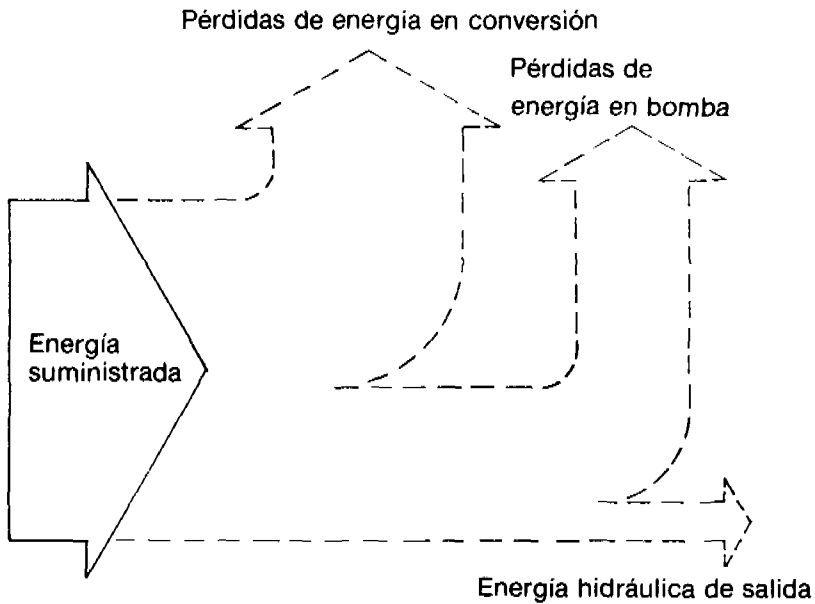 Pérdidas de energía en conversión
Pérdidas de
energía en bomba
Energía
suministrada
Energía hidráulica de salida